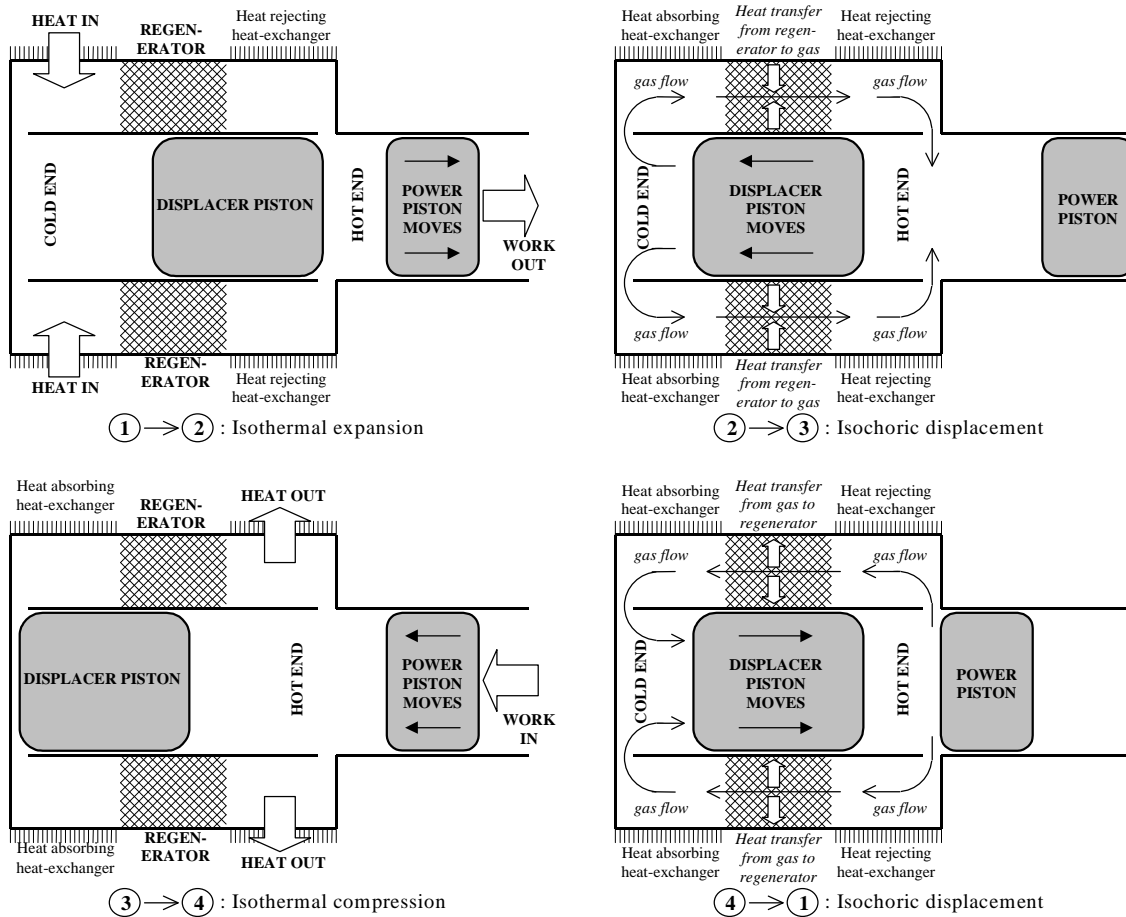 HEAT IN
REGEN-
ERATOR
Heat rejecting
heat-exchanger
COLD END
DISPLACER PISTON
HOT END
POWER
PISTON
MOVES
WORK
OUT
HEAT IN
REGEN-
ERATOR
Heat rejecting
heat-exchanger
1 → 2 : Isothermal expansion
Heat absorbing
heat-exchanger
Heat transfer
from regen-
erator to gas
Heat rejecting
heat-exchanger
gas flow
gas flow
COLD END
DISPLACER
PISTON
MOVES
HOT END
POWER
PISTON
gas flow
gas flow
Heat absorbing
heat-exchanger
Heat transfer
from regen-
erator to gas
Heat rejecting
heat-exchanger
2 → 3 : Isochoric displacement
Heat absorbing
heat-exchanger
REGEN-
ERATOR
HEAT OUT
DISPLACER PISTON
HOT END
POWER
PISTON
MOVES
WORK
IN
Heat absorbing
heat-exchanger
REGEN-
ERATOR
HEAT OUT
3 → 4 : Isothermal compression
Heat absorbing
heat-exchanger
Heat transfer
from gas to
regenerator
Heat rejecting
heat-exchanger
gas flow
gas flow
COLD END
DISPLACER
PISTON
MOVES
HOT END
POWER
PISTON
gas flow
gas flow
Heat absorbing
heat-exchanger
Heat transfer
from gas to
regenerator
Heat rejecting
heat-exchanger
4 → 1 : Isochoric displacement